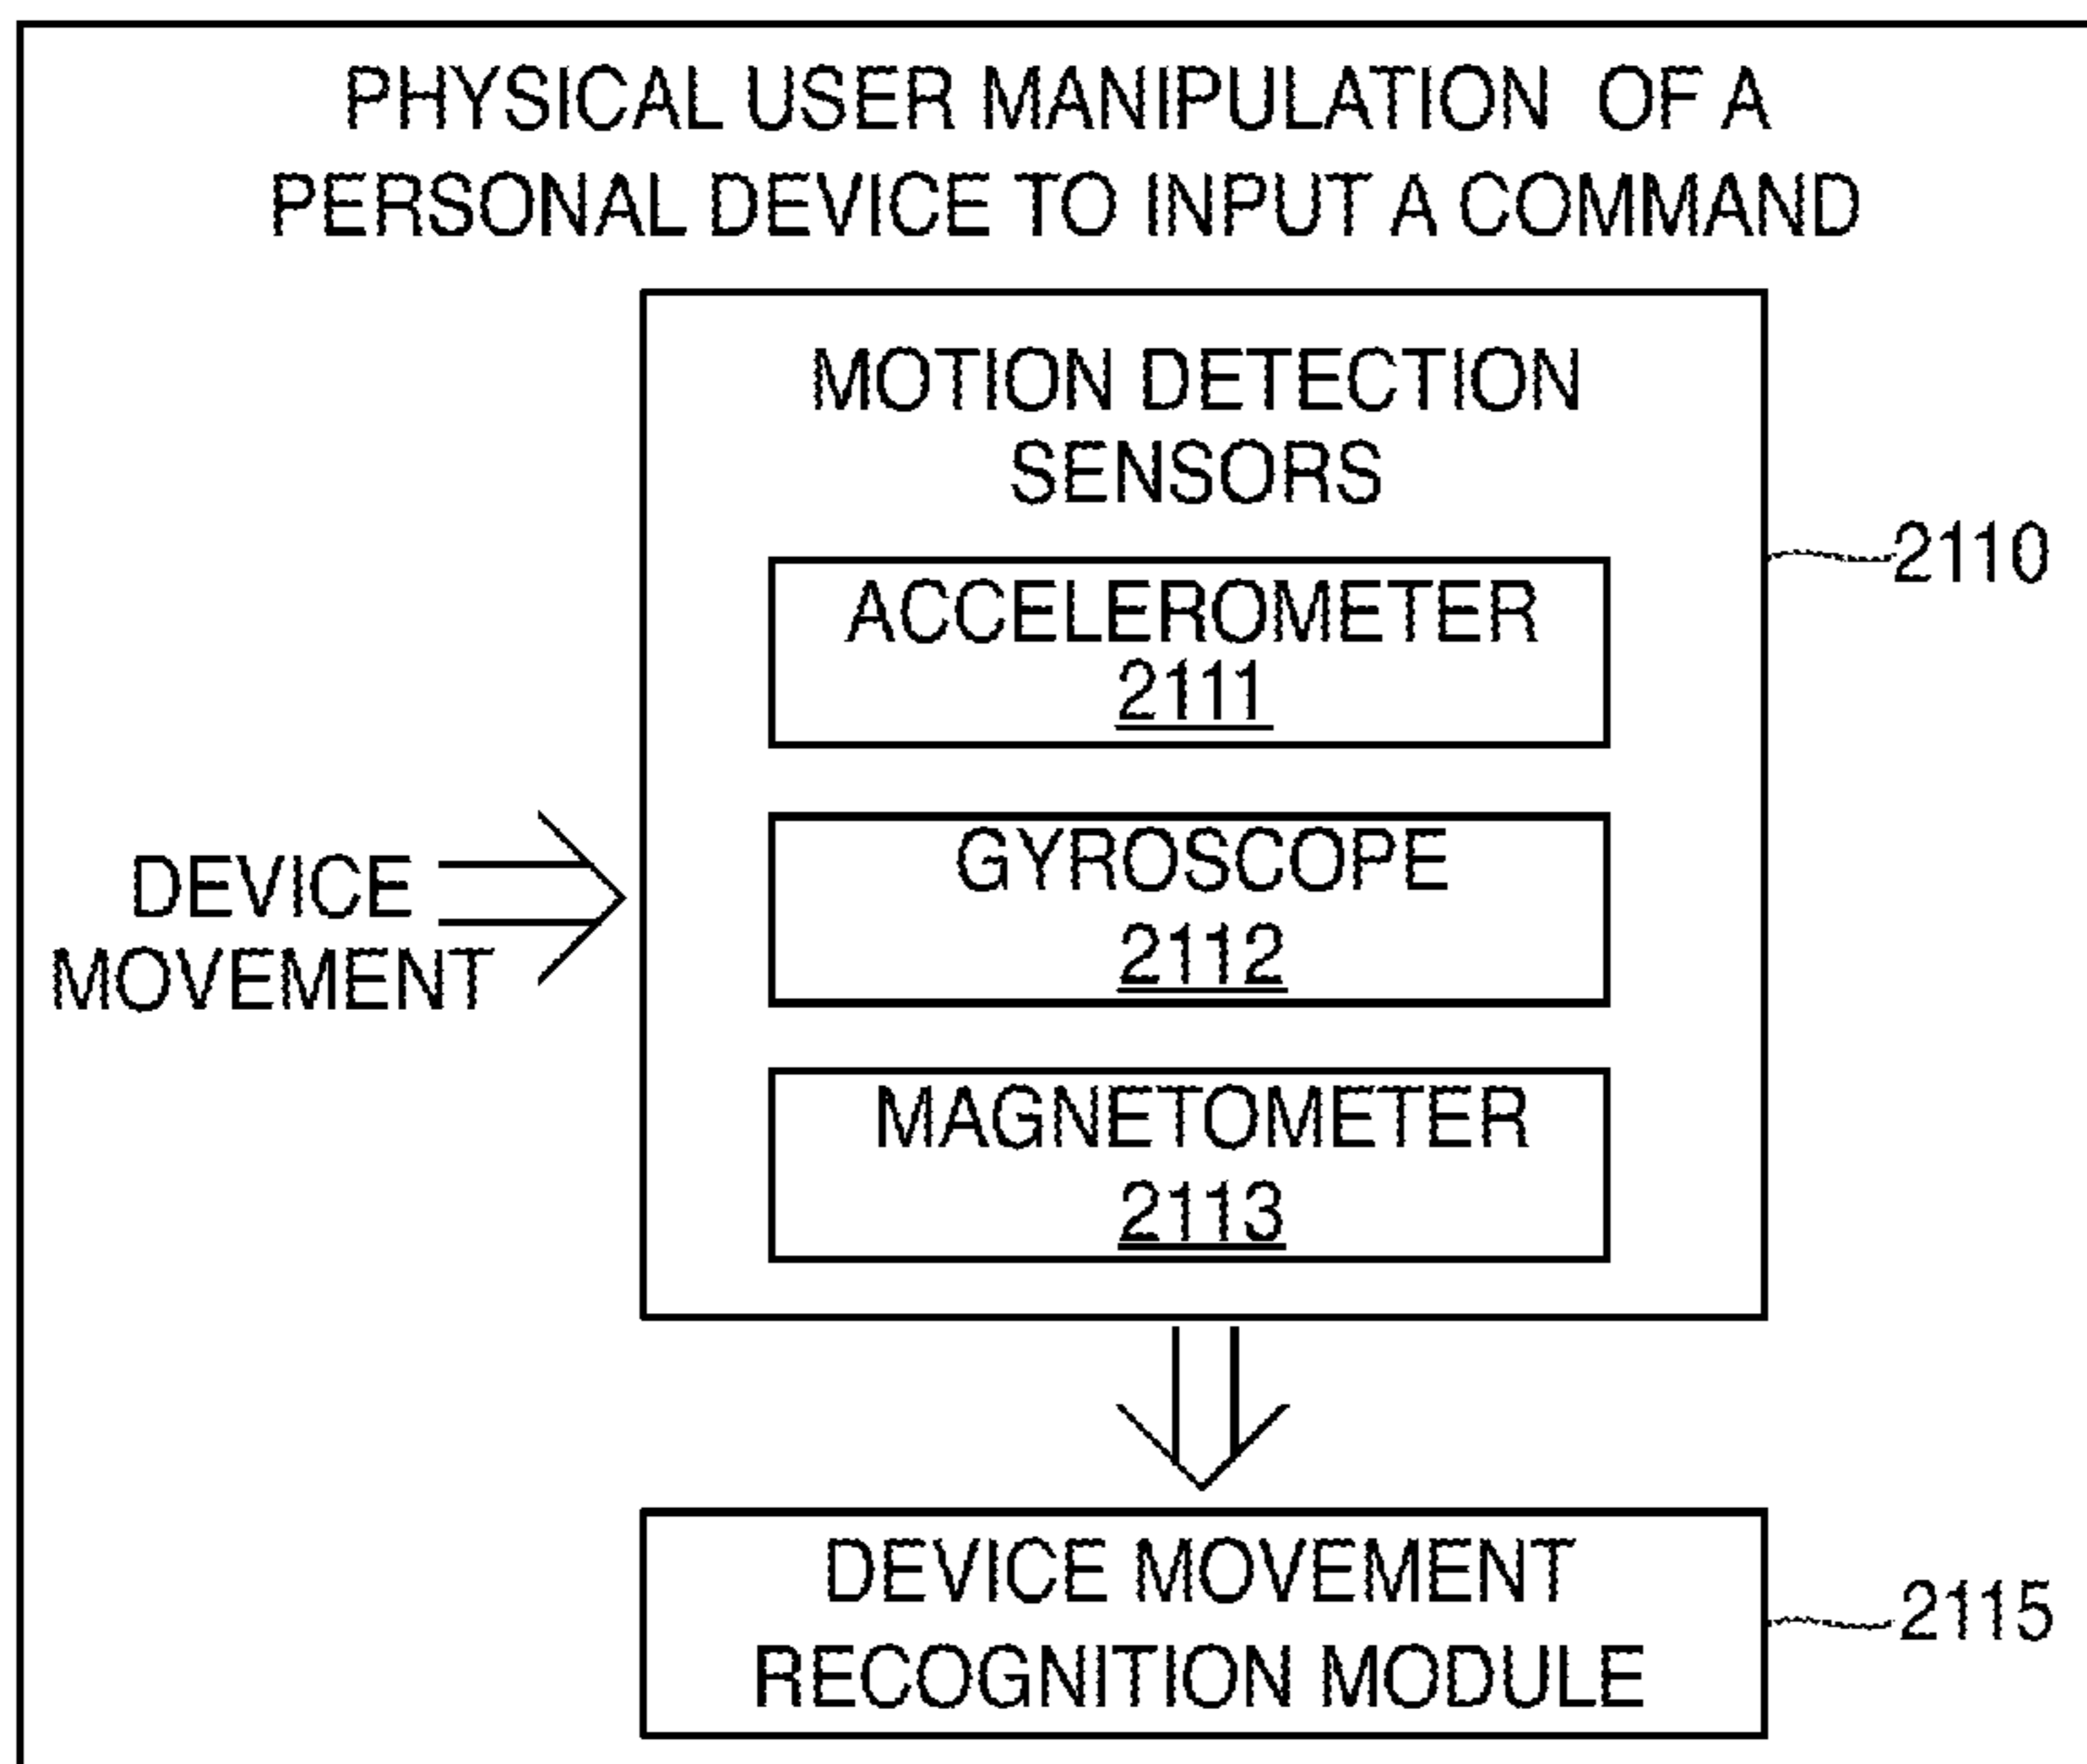 PHYSICAL USER MANIPULATION OF A
PERSONAL DEVICE TO INPUT A COMMAND
MOTION DETECTION
SENSORS
2110
ACCELEROMETER
2111
DEVICE
MOVEMENT
GYROSCOPE
2112
MAGNETOMETER
2113
DEVICE MOVEMENT
RECOGNITION MODULE
2115